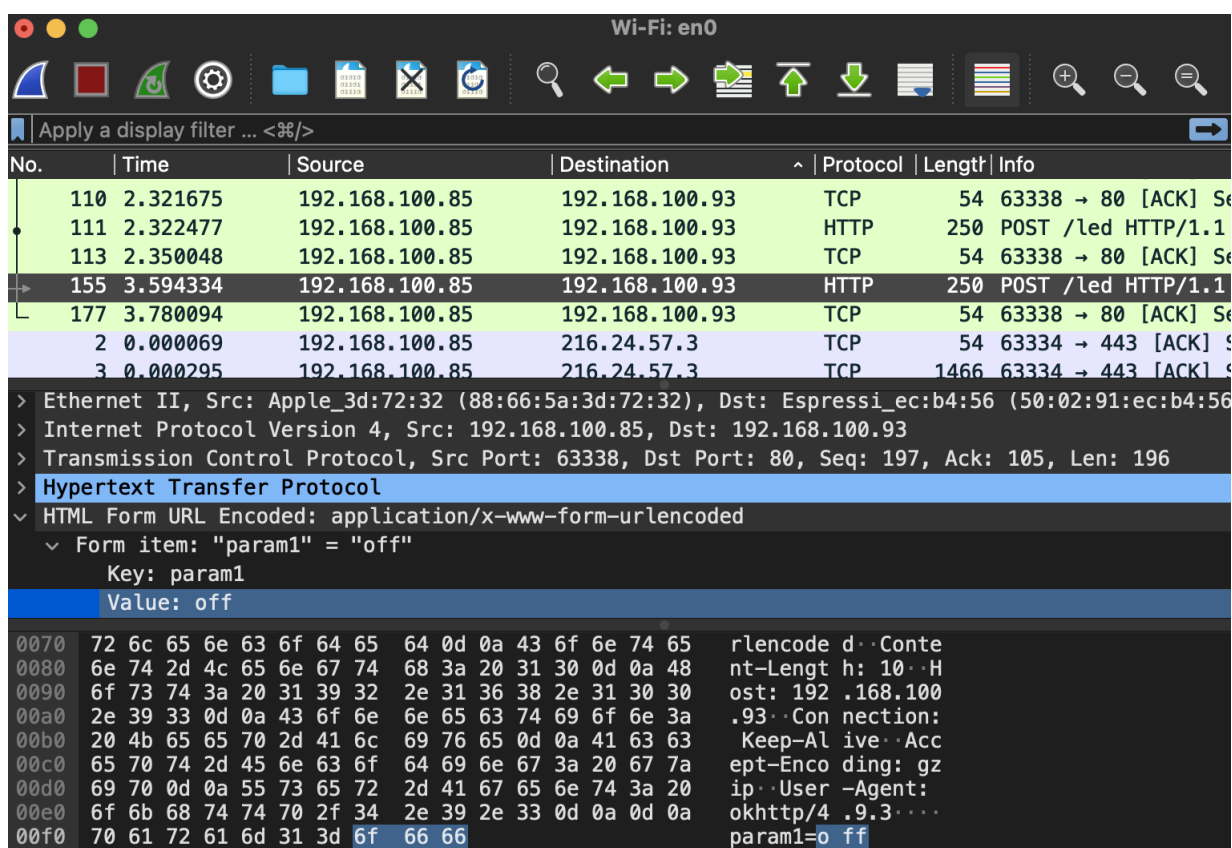 Wi-Fi: en0
Apply a display filter ... <⌘/>
No. Time Source Destination Protocol Length Info
110 2.321675 192.168.100.85 192.168.100.93 TCP 54 63338 → 80 [ACK] Se
111 2.322477 192.168.100.85 192.168.100.93 HTTP 250 POST /led HTTP/1.1
113 2.350048 192.168.100.85 192.168.100.93 TCP 54 63338 → 80 [ACK] Se
155 3.594334 192.168.100.85 192.168.100.93 HTTP 250 POST /led HTTP/1.1
177 3.780094 192.168.100.85 192.168.100.93 TCP 54 63338 → 80 [ACK] Se
2 0.000069 192.168.100.85 216.24.57.3 TCP 54 63334 → 443 [ACK] S
3 0.000295 192.168.100.85 216.24.57.3 TCP 1466 63334 → 443 [ACK] S
Ethernet II, Src: Apple_3d:72:32 (88:66:5a:3d:72:32), Dst: Espressi_ec:b4:56 (50:02:91:ec:b4:56
Internet Protocol Version 4, Src: 192.168.100.85, Dst: 192.168.100.93
Transmission Control Protocol, Src Port: 63338, Dst Port: 80, Seq: 197, Ack: 105, Len: 196
Hypertext Transfer Protocol
HTML Form URL Encoded: application/x-www-form-urlencoded
Form item: "param1" = "off"
Key: param1
Value: off
0070 72 6c 65 6e 63 6f 64 65 64 0d 0a 43 6f 6e 74 65 rlencode d··Conte
0080 6e 74 2d 4c 65 6e 67 74 68 3a 20 31 30 0d 0a 48 nt-Lengt h: 10··H
0090 6f 73 74 3a 20 31 39 32 2e 31 36 38 2e 31 30 30 ost: 192 .168.100
00a0 2e 39 33 0d 0a 43 6f 6e 6e 65 63 74 69 6f 6e 3a .93··Con nection:
00b0 20 4b 65 65 70 2d 41 6c 69 76 65 0d 0a 41 63 63 Keep-Al ive··Acc
00c0 65 70 74 2d 45 6e 63 6f 64 69 6e 67 3a 20 67 7a ept-Enco ding: gz
00d0 69 70 0d 0a 55 73 65 72 2d 41 67 65 6e 74 3a 20 ip··User -Agent:
00e0 6f 6b 68 74 74 70 2f 34 2e 39 2e 33 0d 0a 0d 0a okhttp/4 .9.3····
00f0 70 61 72 61 6d 31 3d 6f 66 66 param1=o ff